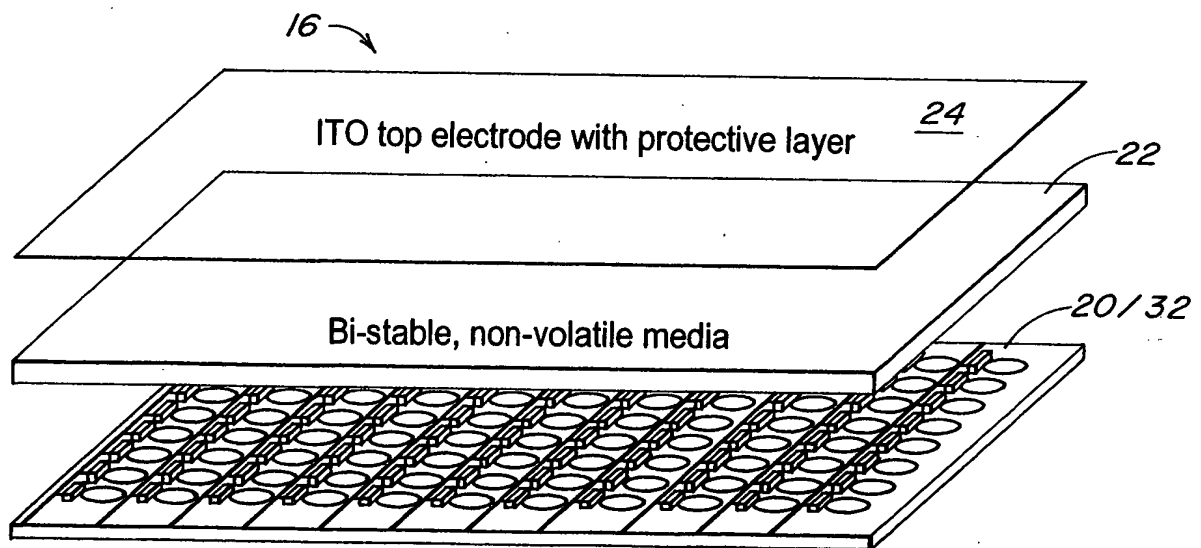 16
24
ITO top electrode with protective layer
22
Bi-stable, non-volatile media
20/32